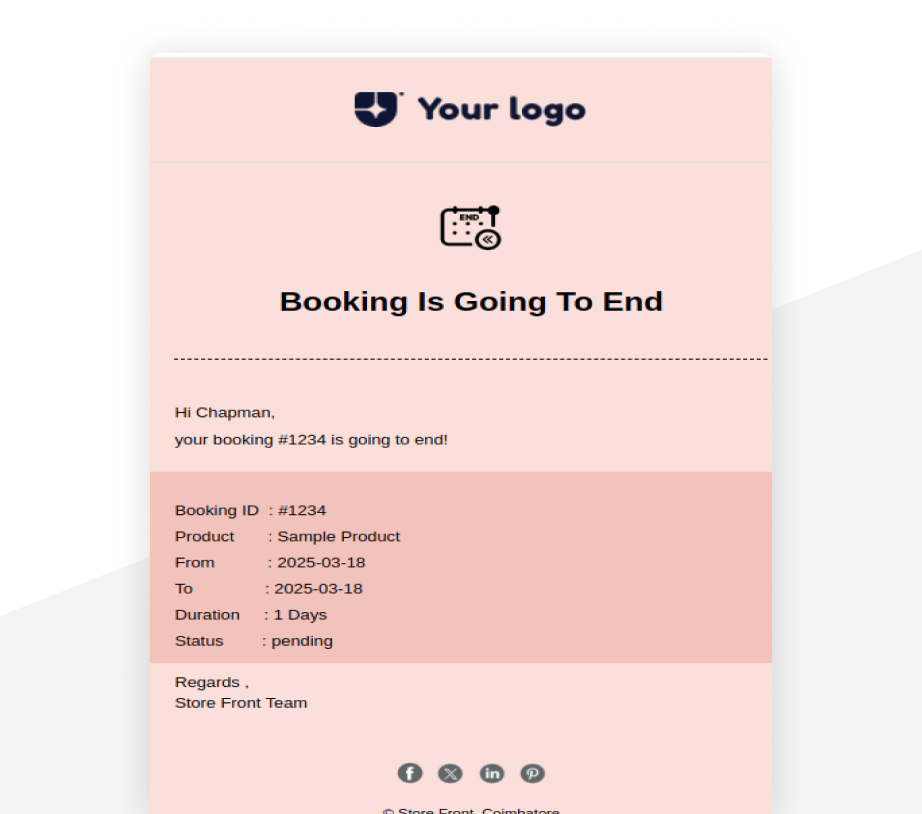 Your logo
END
Booking Is Going To End
Hi Chapman,
your booking #1234 is going to end!
Booking ID : #1234
Product : Sample Product
From : 2025-03-18
To : 2025-03-18
Duration : 1 Days
Status : pending
Regards ,
Store Front Team
© Store Front, Coimbatore